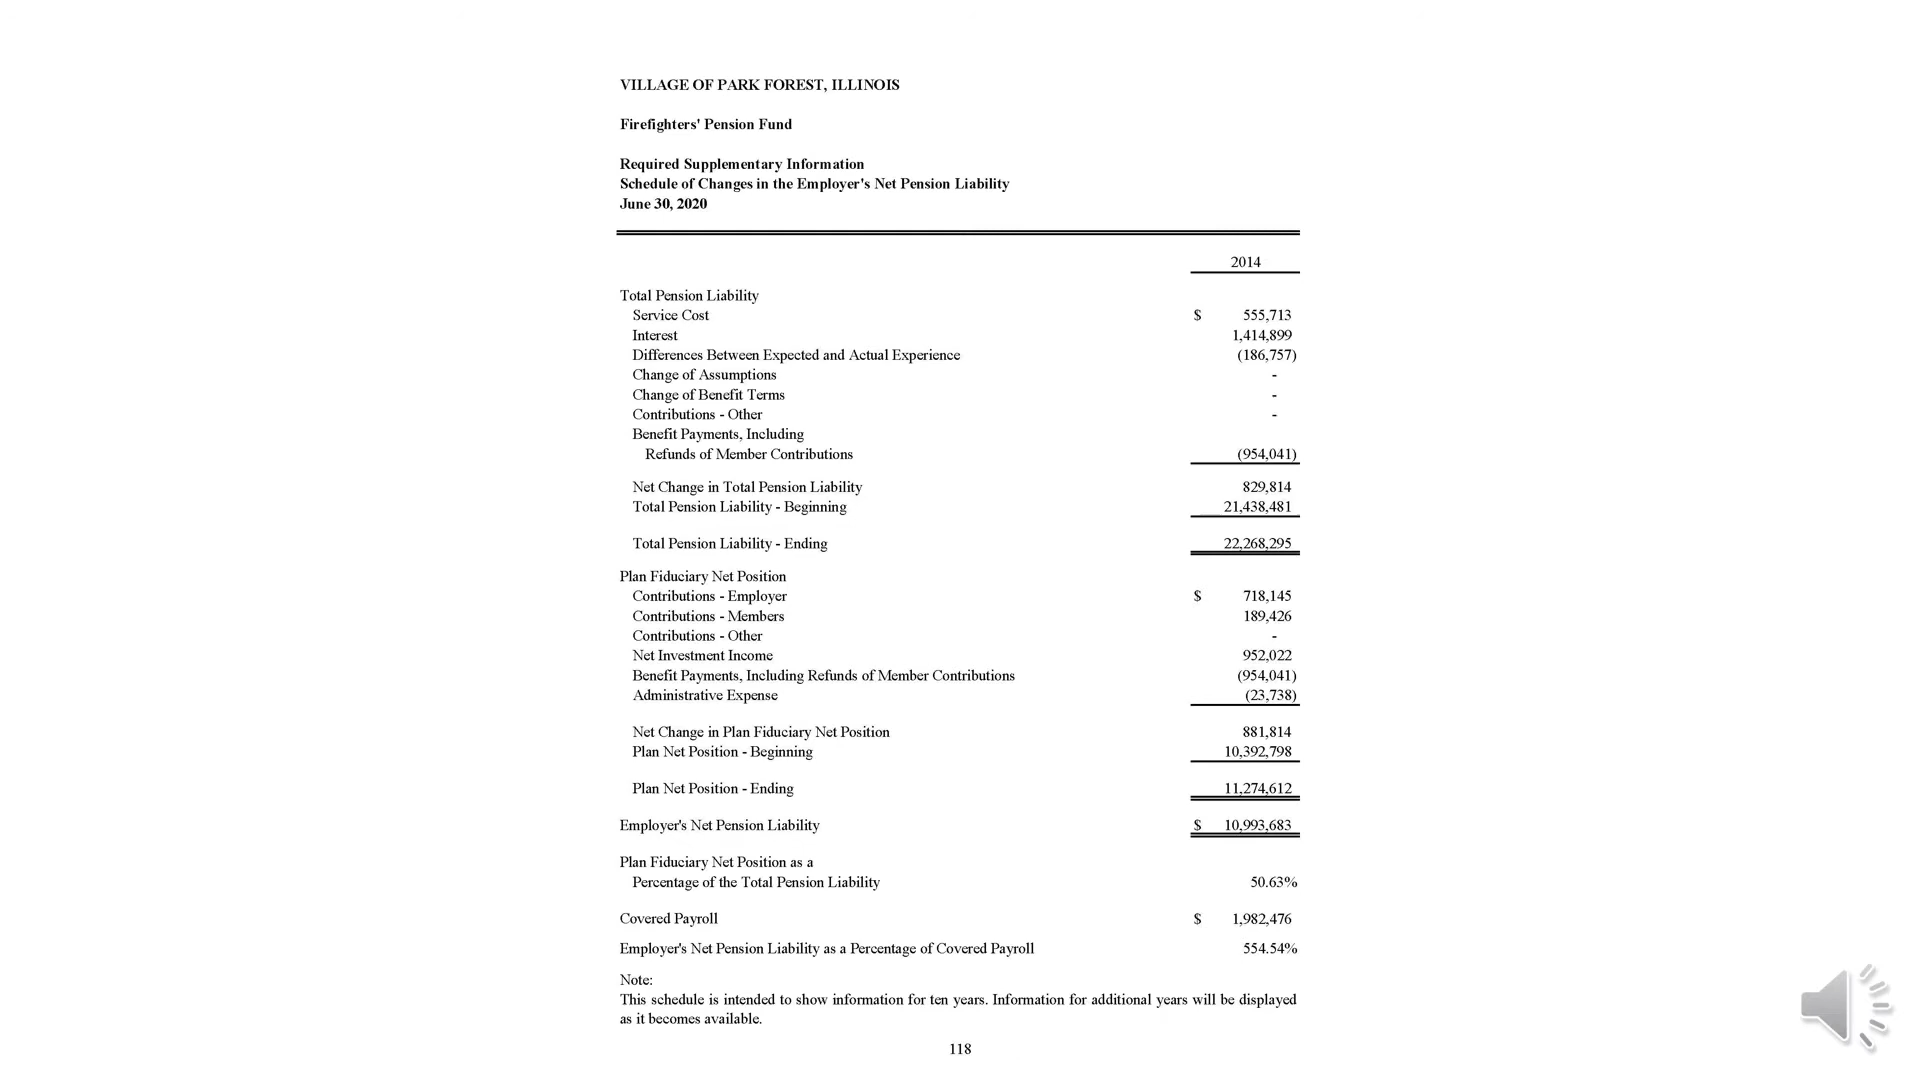 VILLAGE OF PARK FOREST, ILLINOIS
Firefighters' Pension Fund
Required Supplementary Information
Schedule of Changes in the Employer's Net Pension Liability
June 30, 2020
2014
Total Pension Liability
Service Cost $ 555,713
Interest 1,414,899
Differences Between Expected and Actual Experience (186,757)
Change of Assumptions -
Change of Benefit Terms -
Contributions - Other -
Benefit Payments, Including
Refunds of Member Contributions (954,041)
Net Change in Total Pension Liability 829,814
Total Pension Liability - Beginning 21,438,481
Total Pension Liability - Ending 22,268,295
Plan Fiduciary Net Position
Contributions - Employer $ 718,145
Contributions - Members 189,426
Contributions - Other -
Net Investment Income 952,022
Benefit Payments, Including Refunds of Member Contributions (954,041)
Administrative Expense (23,738)
Net Change in Plan Fiduciary Net Position 881,814
Plan Net Position - Beginning 10,392,798
Plan Net Position - Ending 11,274,612
Employer's Net Pension Liability $ 10,993,683
Plan Fiduciary Net Position as a
Percentage of the Total Pension Liability 50.63%
Covered Payroll $ 1,982,476
Employer's Net Pension Liability as a Percentage of Covered Payroll 554.54%
Note:
This schedule is intended to show information for ten years. Information for additional years will be displayed
as it becomes available.
118